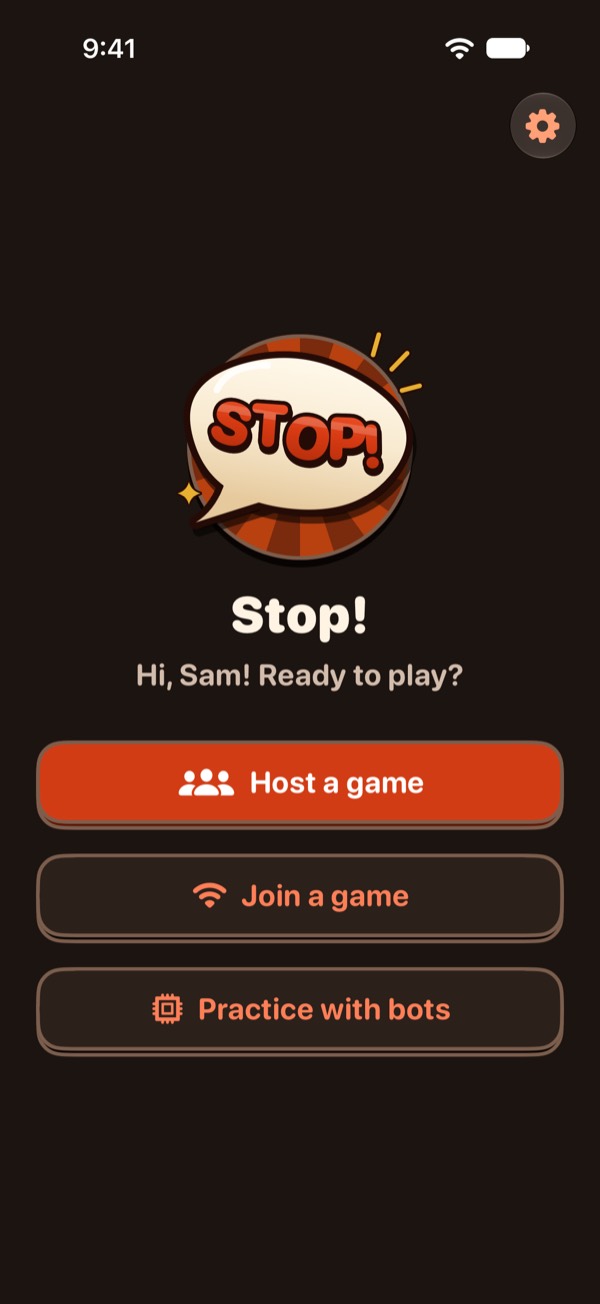 9:41
STOP!
Stop!
Hi, Sam! Ready to play?
Host a game
Join a game
Practice with bots